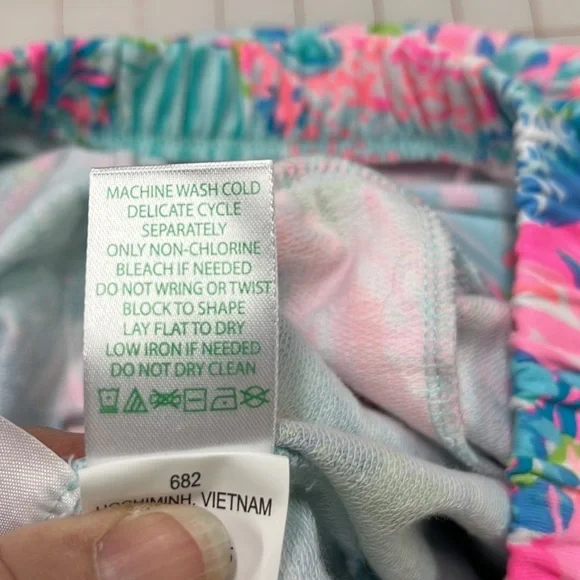 MACHINE WASH COLD
DELICATE CYCLE
SEPARATELY
ONLY NON-CHLORINE
BLEACH IF NEEDED
DO NOT WRING OR TWIST
BLOCK TO SHAPE
LAY FLAT TO DRY
LOW IRON IF NEEDED
DO NOT DRY CLEAN
682
HOCHIMINH, VIETNAM